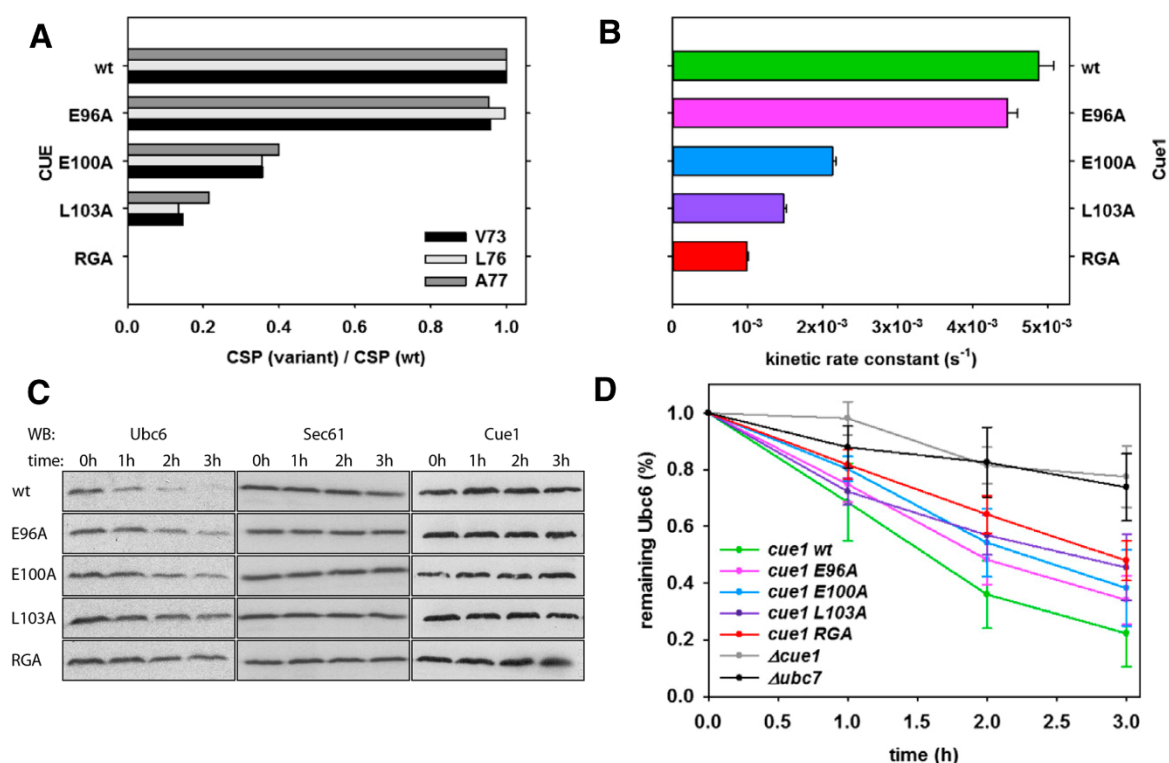 A
wt
E96A
E100A
L103A
RGA
CUE
V73
L76
A77
0.0 0.2 0.4 0.6 0.8 1.0
CSP (variant) / CSP (wt)
B
wt
E96A
E100A
L103A
RGA
Cue1
0 10⁻³ 2x10⁻³ 3x10⁻³ 4x10⁻³ 5x10⁻³
kinetic rate constant (s⁻¹)
C
WB: Ubc6 Sec61 Cue1
time: 0h 1h 2h 3h 0h 1h 2h 3h 0h 1h 2h 3h
wt
E96A
E100A
L103A
RGA
D
1.0
0.8
0.6
0.4
0.2
0.0
remaining Ubc6 (%)
cue1 wt
cue1 E96A
cue1 E100A
cue1 L103A
cue1 RGA
Δcue1
Δubc7
0.0 0.5 1.0 1.5 2.0 2.5 3.0
time (h)